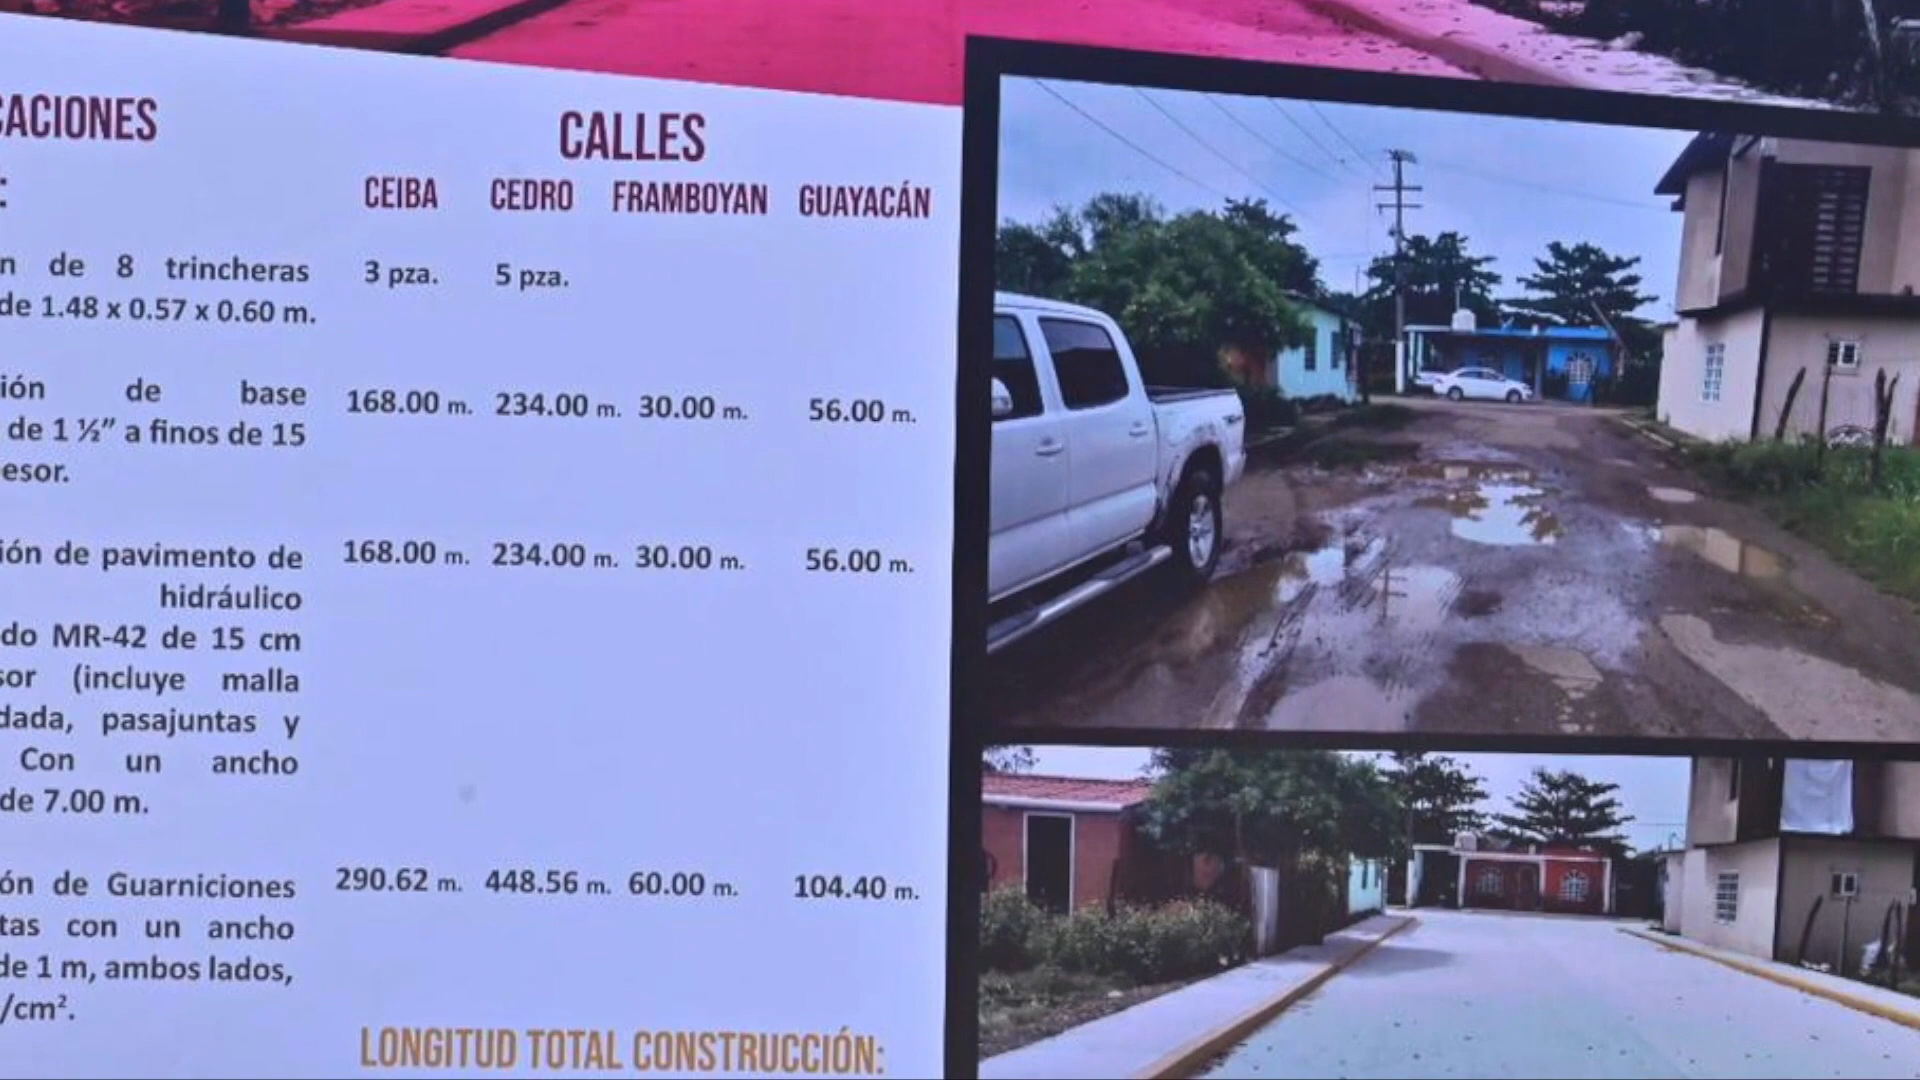 CACIONES
CALLES
:
CEIBA CEDRO FRAMBOYAN GUAYACÁN
n de 8 trincheras 3 pza. 5 pza.
de 1.48 x 0.57 x 0.60 m.
ión de base 168.00 m. 234.00 m. 30.00 m. 56.00 m.
de 1 ½” a finos de 15
esor.
ión de pavimento de 168.00 m. 234.00 m. 30.00 m. 56.00 m.
hidráulico
do MR-42 de 15 cm
sor (incluye malla
dada, pasajuntas y
Con un ancho
de 7.00 m.
ón de Guarniciones 290.62 m. 448.56 m. 60.00 m. 104.40 m.
tas con un ancho
de 1 m, ambos lados,
/cm².
LONGITUD TOTAL CONSTRUCCIÓN: